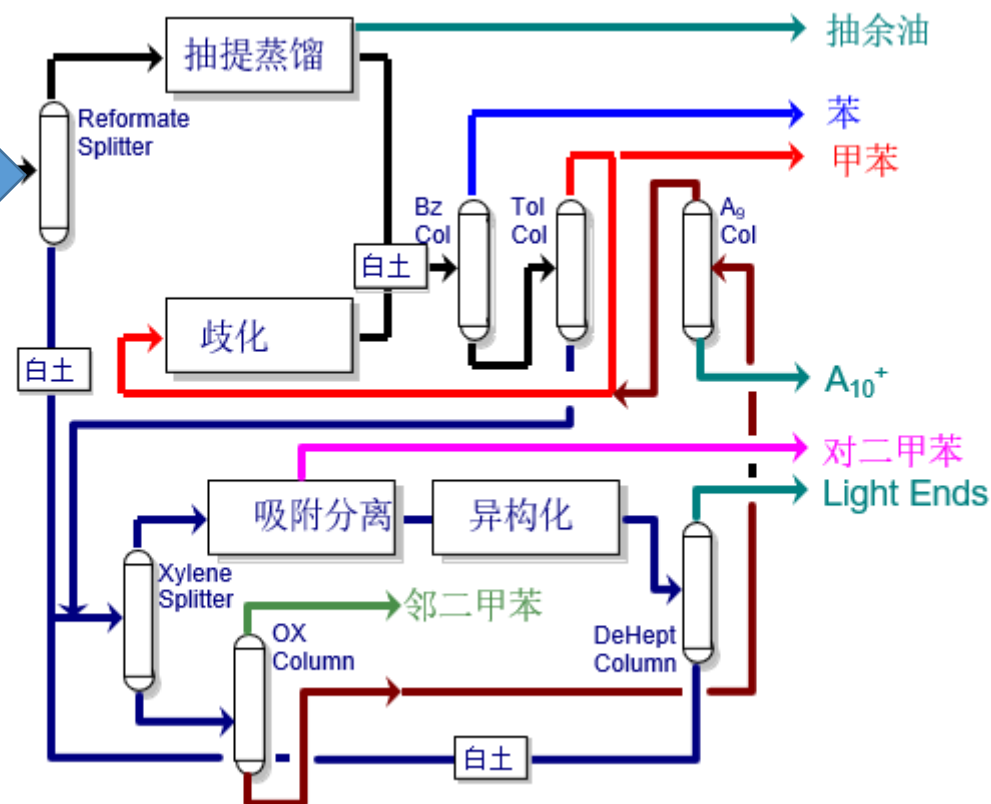 抽提蒸馏
抽余油
Reformate
Splitter
苯
甲苯
Bz
Col
Tol
Col
A₉
Col
白土
歧化
白土
A₁₀⁺
对二甲苯
Light Ends
吸附分离
异构化
Xylene
Splitter
邻二甲苯
OX
Column
DeHept
Column
白土